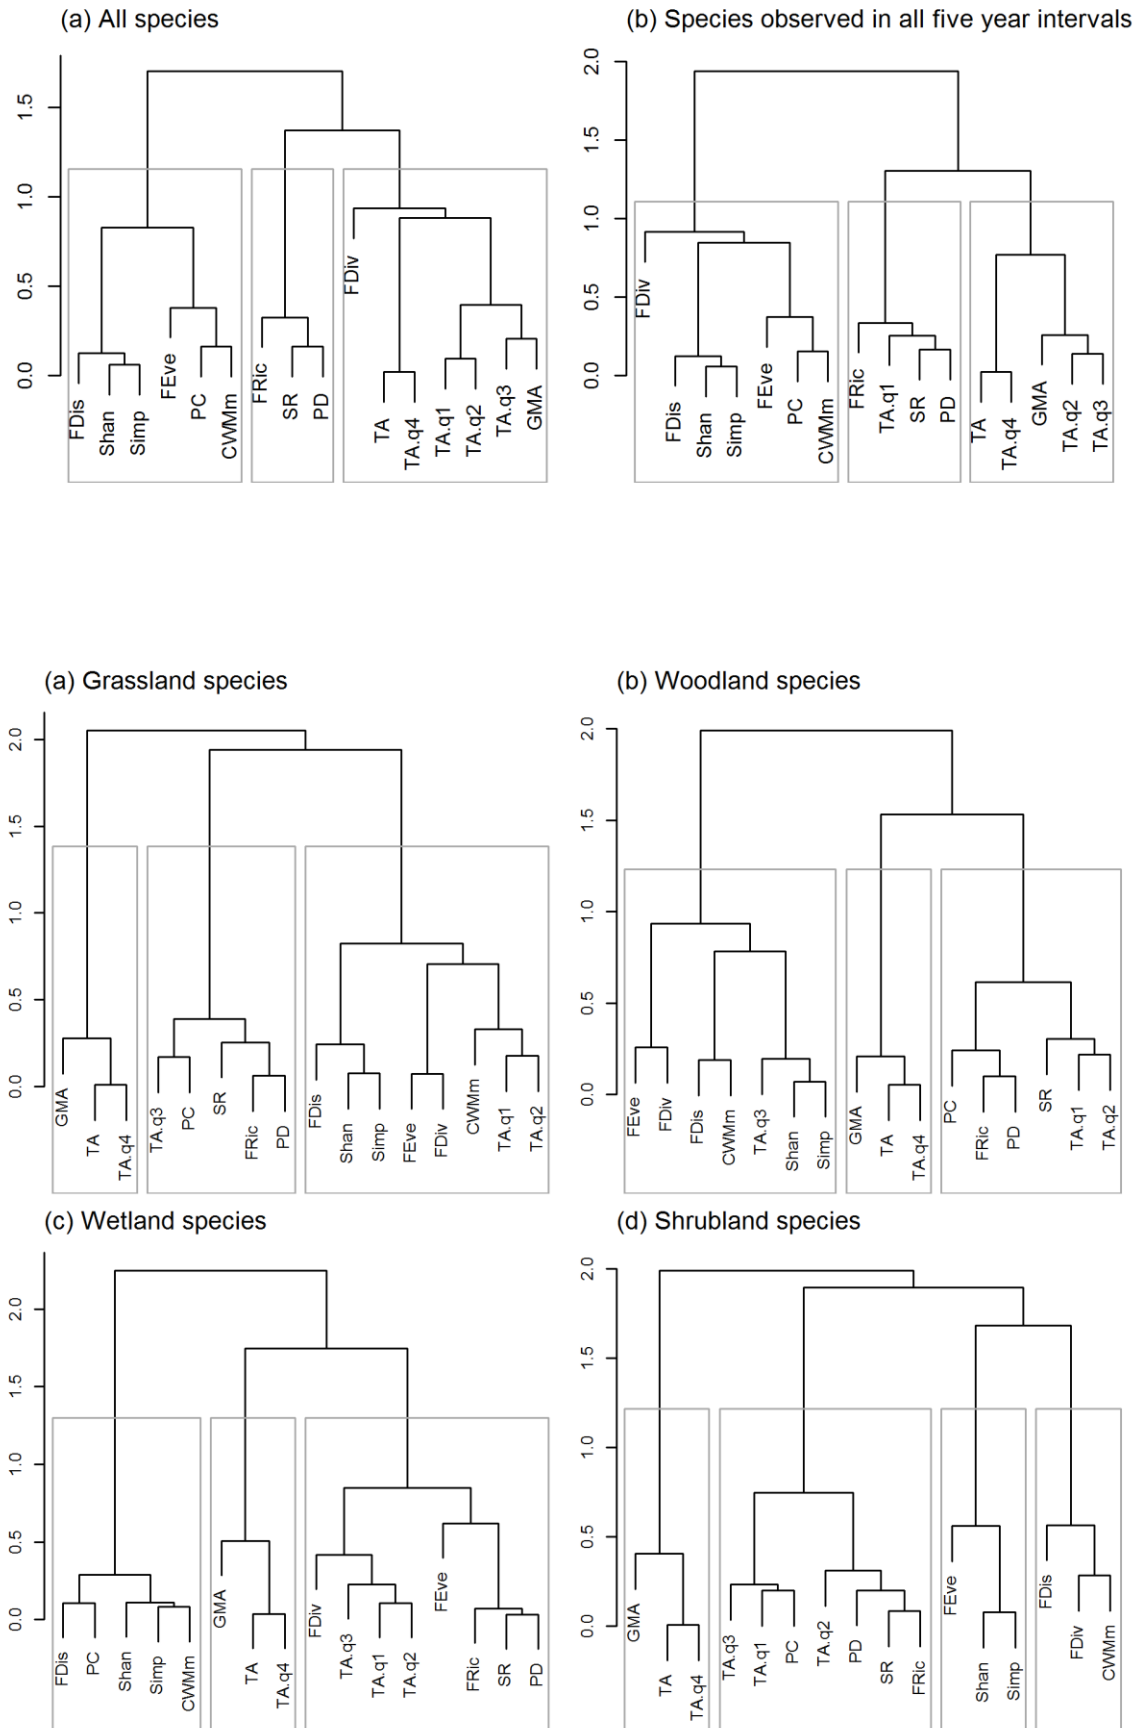 (a) All species
0.0 0.5 1.0 1.5
FDis Shan Simp FEve PC CWMm FRic SR PD FDiv TA TA.q4 TA.q1 TA.q2 TA.q3 GMA
(b) Species observed in all five year intervals
0.0 0.5 1.0 1.5 2.0
FDiv FDis Shan Simp FEve PC CWMm FRic TA.q1 SR PD TA TA.q4 GMA TA.q2 TA.q3
(a) Grassland species
0.0 0.5 1.0 1.5 2.0
GMA TA TA.q4 TA.q3 PC SR FRic PD FDis Shan Simp FEve FDiv CWMm TA.q1 TA.q2
(b) Woodland species
0.0 0.5 1.0 1.5 2.0
FEve FDiv FDis CWMm TA.q3 Shan Simp GMA TA TA.q4 PC FRic PD SR TA.q1 TA.q2
(c) Wetland species
0.0 0.5 1.0 1.5 2.0
FDis PC Shan Simp CWMm GMA TA TA.q4 FDiv TA.q3 TA.q1 TA.q2 FEve FRic SR PD
(d) Shrubland species
0.0 0.5 1.0 1.5 2.0
GMA TA TA.q4 TA.q3 TA.q1 PC TA.q2 PD SR FRic FEve Shan Simp FDis FDiv CWMm